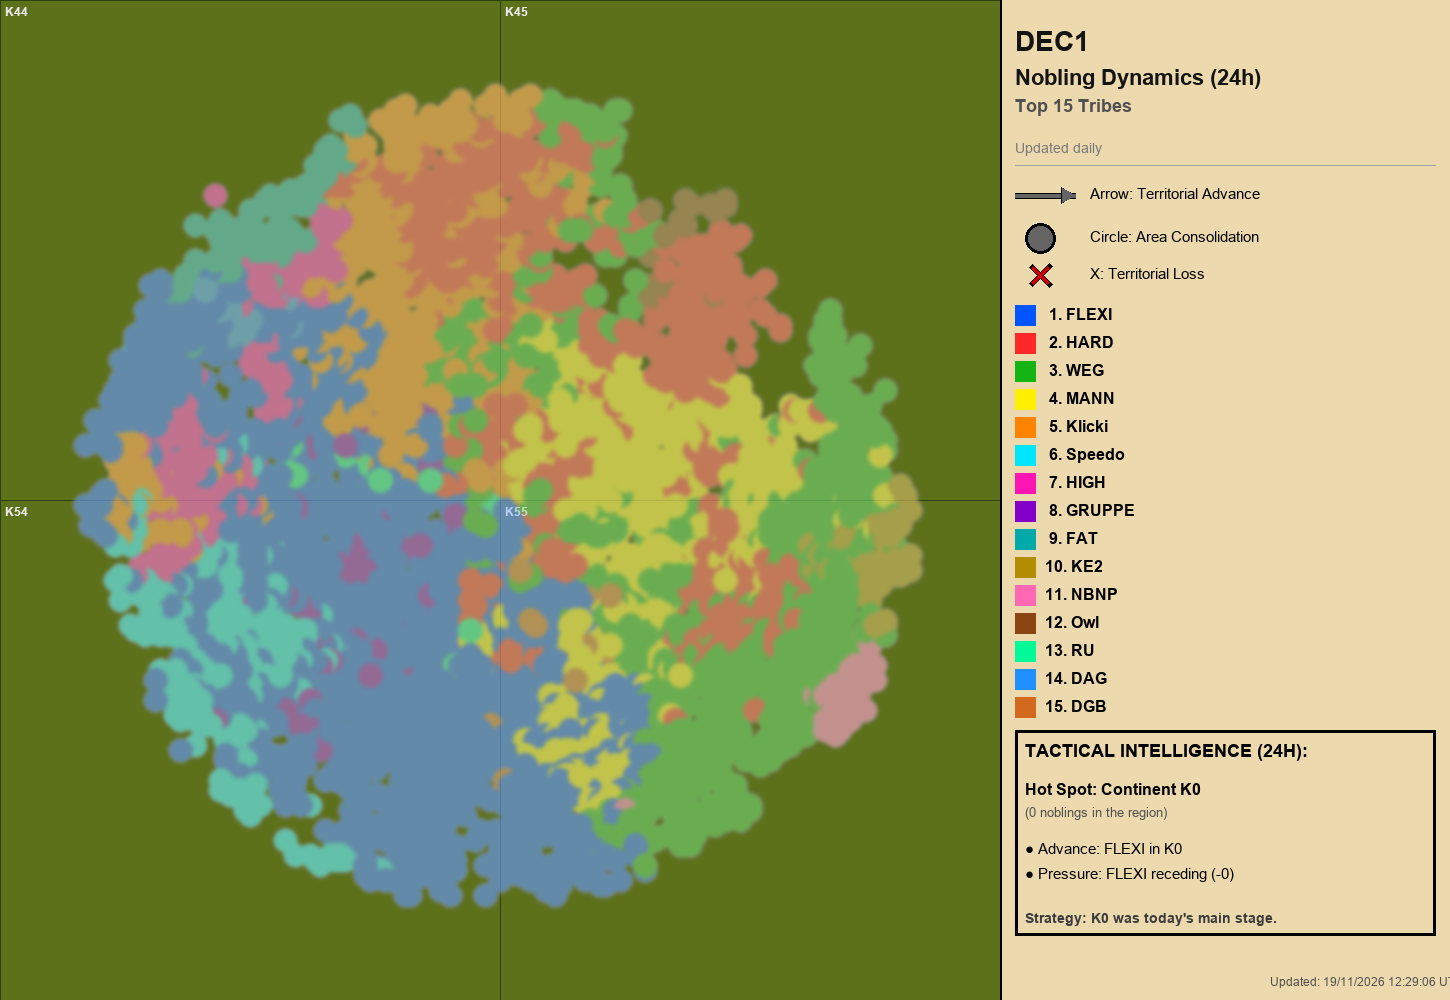 K44
K45
K54
K55
DEC1
Nobling Dynamics (24h)
Top 15 Tribes
Updated daily
Arrow: Territorial Advance
Circle: Area Consolidation
X: Territorial Loss
1. FLEXI
2. HARD
3. WEG
4. MANN
5. Klicki
6. Speedo
7. HIGH
8. GRUPPE
9. FAT
10. KE2
11. NBNP
12. Owl
13. RU
14. DAG
15. DGB
TACTICAL INTELLIGENCE (24H):
Hot Spot: Continent K0
(0 noblings in the region)
● Advance: FLEXI in K0
● Pressure: FLEXI receding (-0)
Strategy: K0 was today's main stage.
Updated: 19/11/2026 12:29:06 U